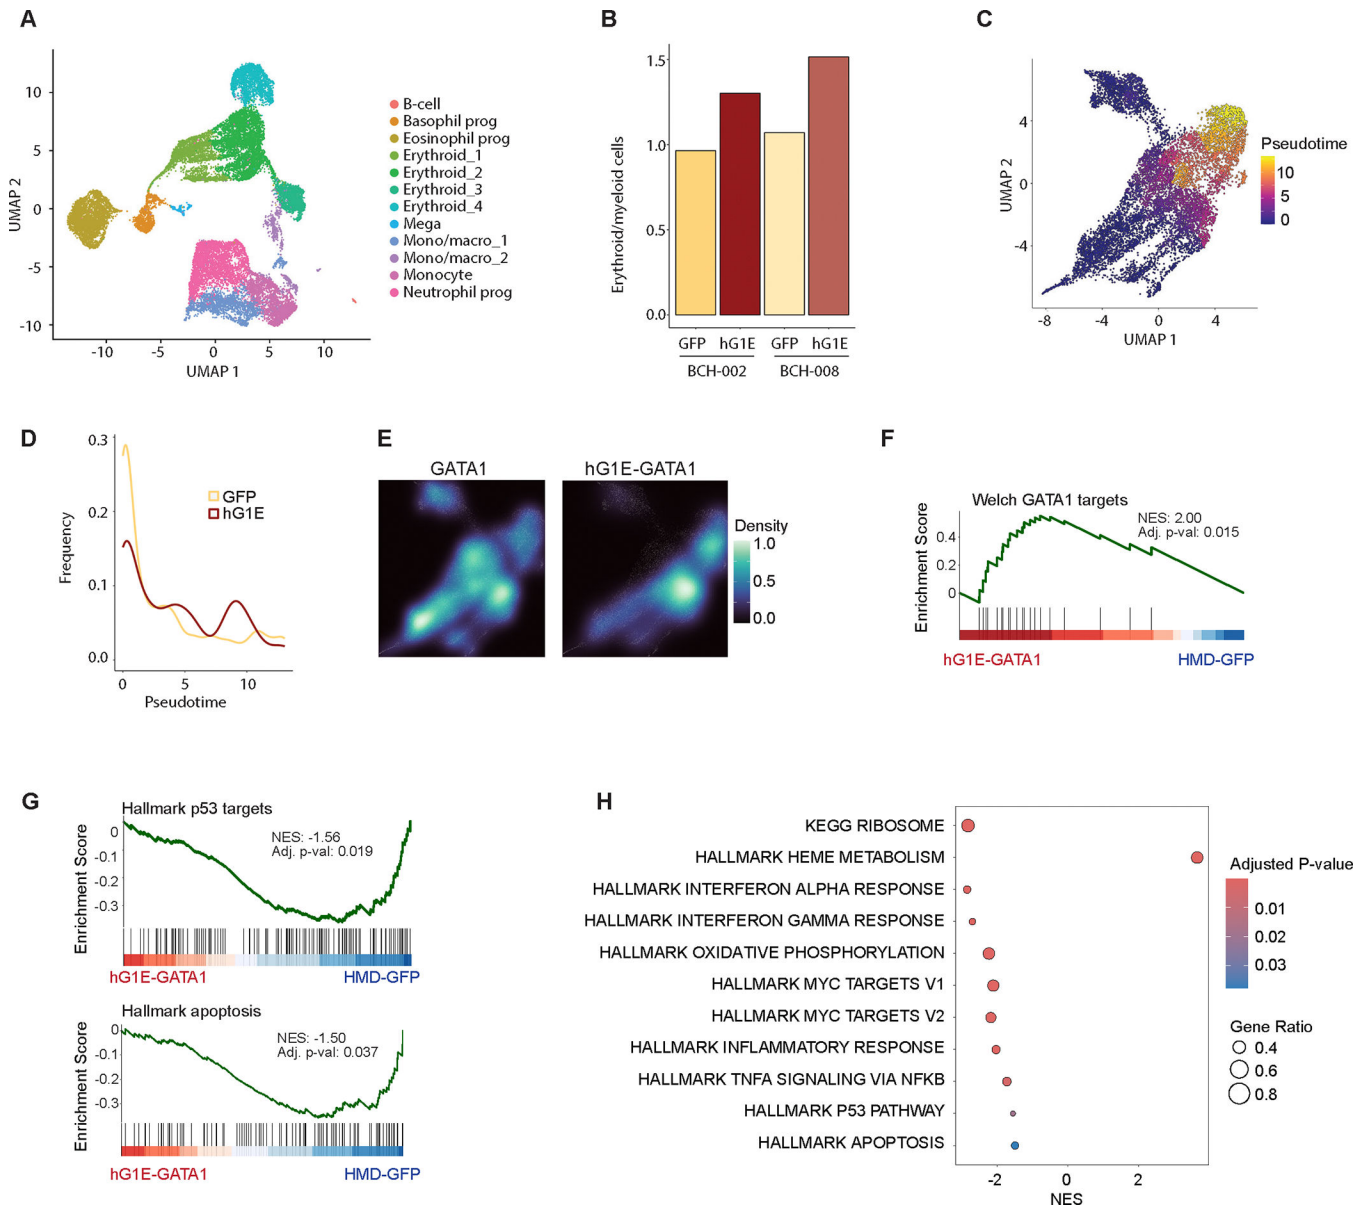 A
UMAP 2
10
5
0
-5
-10
-10
-5
0
5
10
UMAP 1
B-cell
Basophil prog
Eosinophil prog
Erythroid_1
Erythroid_2
Erythroid_3
Erythroid_4
Mega
Mono/macro_1
Mono/macro_2
Monocyte
Neutrophil prog
B
Erythroid/myeloid cells
1.5
1.0
0.5
0.0
GFP
hG1E
GFP
hG1E
BCH-002
BCH-008
C
UMAP 2
4
0
-4
-8
-4
0
4
UMAP 1
Pseudotime
10
5
0
D
Frequency
0.3
0.2
0.1
0.0
0
5
10
Pseudotime
GFP
hG1E
E
GATA1
hG1E-GATA1
Density
1.0
0.5
0.0
F
Welch GATA1 targets
NES: 2.00
Adj. p-val: 0.015
Enrichment Score
0.4
0.2
0
hG1E-GATA1
HMD-GFP
G
Hallmark p53 targets
NES: -1.56
Adj. p-val: 0.019
Enrichment Score
0
-0.1
-0.2
-0.3
hG1E-GATA1
HMD-GFP
Hallmark apoptosis
NES: -1.50
Adj. p-val: 0.037
Enrichment Score
0
-0.1
-0.2
-0.3
hG1E-GATA1
HMD-GFP
H
KEGG RIBOSOME
HALLMARK HEME METABOLISM
HALLMARK INTERFERON ALPHA RESPONSE
HALLMARK INTERFERON GAMMA RESPONSE
HALLMARK OXIDATIVE PHOSPHORYLATION
HALLMARK MYC TARGETS V1
HALLMARK MYC TARGETS V2
HALLMARK INFLAMMATORY RESPONSE
HALLMARK TNFA SIGNALING VIA NFKB
HALLMARK P53 PATHWAY
HALLMARK APOPTOSIS
-2
0
2
NES
Adjusted P-value
0.01
0.02
0.03
Gene Ratio
0.4
0.6
0.8